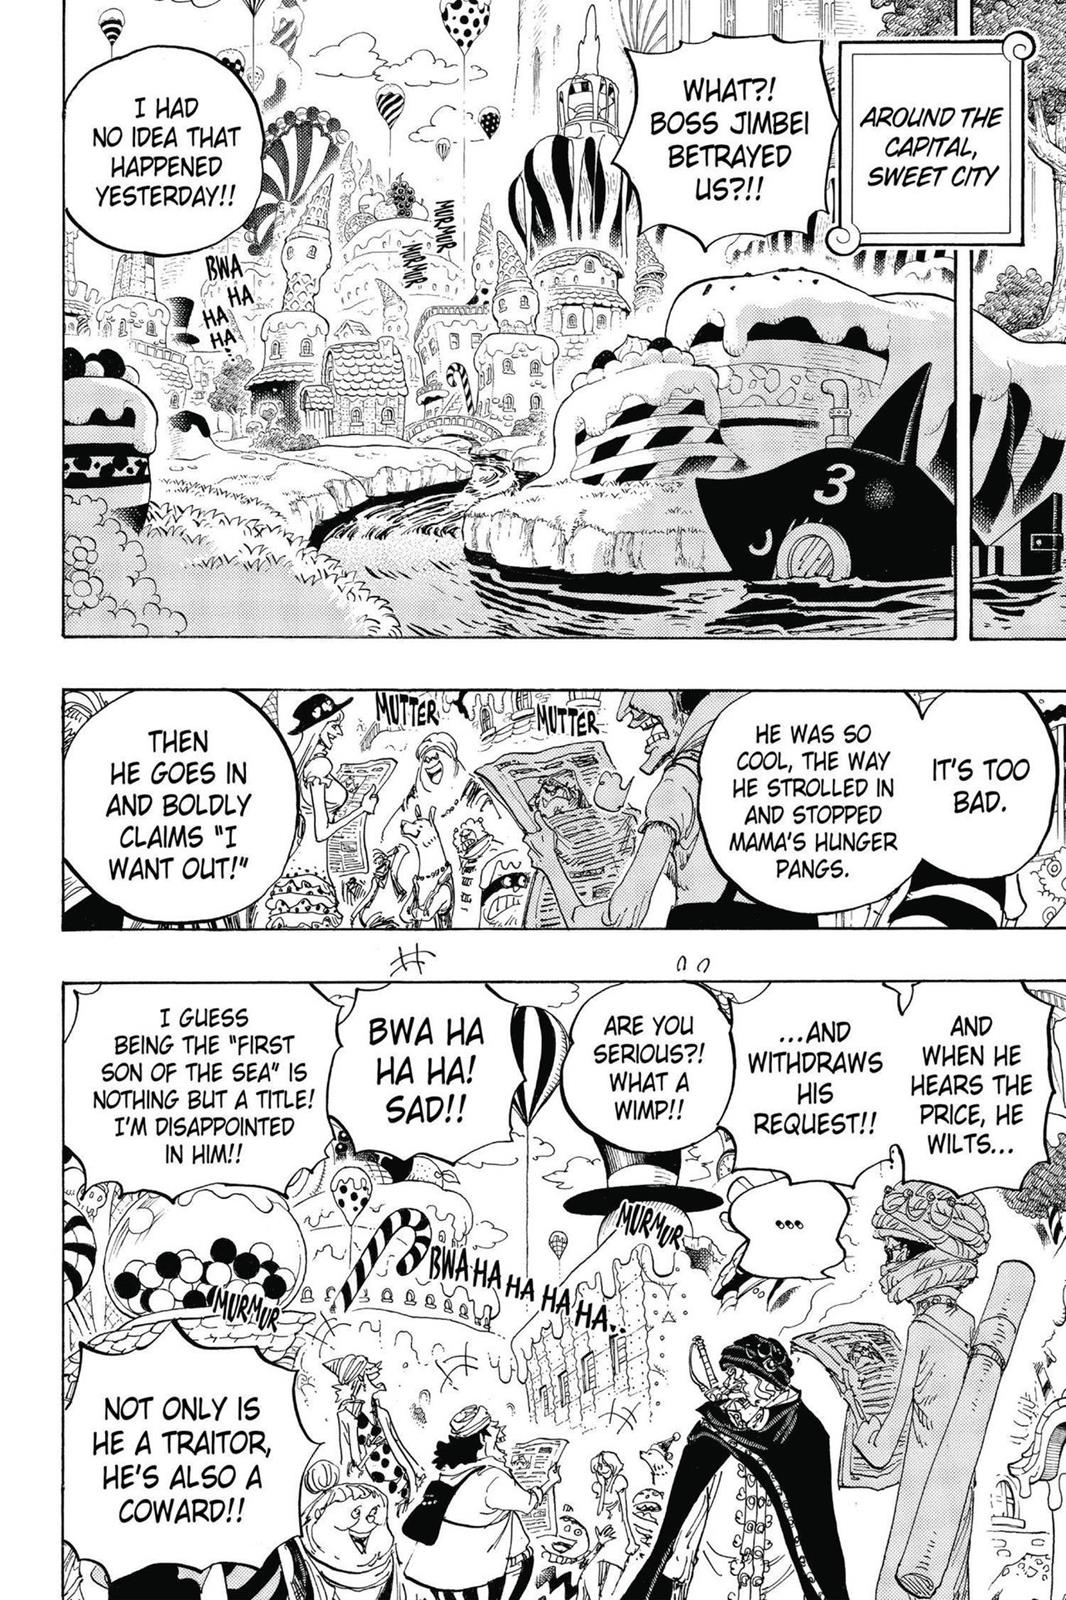 AROUND THE
CAPITAL,
SWEET CITY
WHAT?!
BOSS JIMBEI
BETRAYED
US?!!
I HAD
NO IDEA THAT
HAPPENED
YESTERDAY!!
MURMUR
MURMUR
BWA
HA
HA
HA
3
J
IT'S TOO
BAD.
HE WAS SO
COOL, THE WAY
HE STROLLED IN
AND STOPPED
MAMA'S HUNGER
PANGS.
MUTTER
MUTTER
THEN
HE GOES IN
AND BOLDLY
CLAIMS "I
WANT OUT!"
AND
WHEN HE
HEARS THE
PRICE, HE
WILTS...
...AND
WITHDRAWS
HIS
REQUEST!!
ARE YOU
SERIOUS?!
WHAT A
WIMP!!
BWA HA
HA HA!
SAD!!
I GUESS
BEING THE "FIRST
SON OF THE SEA" IS
NOTHING BUT A TITLE!
I'M DISAPPOINTED
IN HIM!!
...
MURMUR
BWA HA HA HA HA..
MURMUR
NOT ONLY IS
HE A TRAITOR,
HE'S ALSO A
COWARD!!